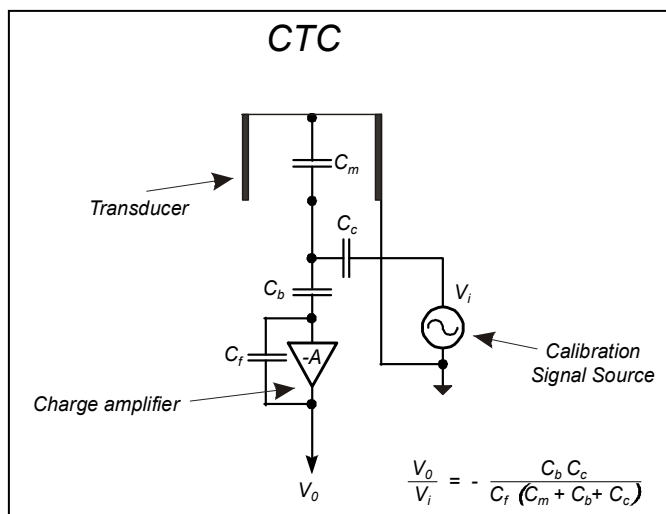 CTC
C_m
Transducer
C_c
C_b
V_i
C_f
-A
Calibration
Signal Source
Charge amplifier
V_0
V_0 / V_i = - C_b C_c / C_f (C_m + C_b + C_c)